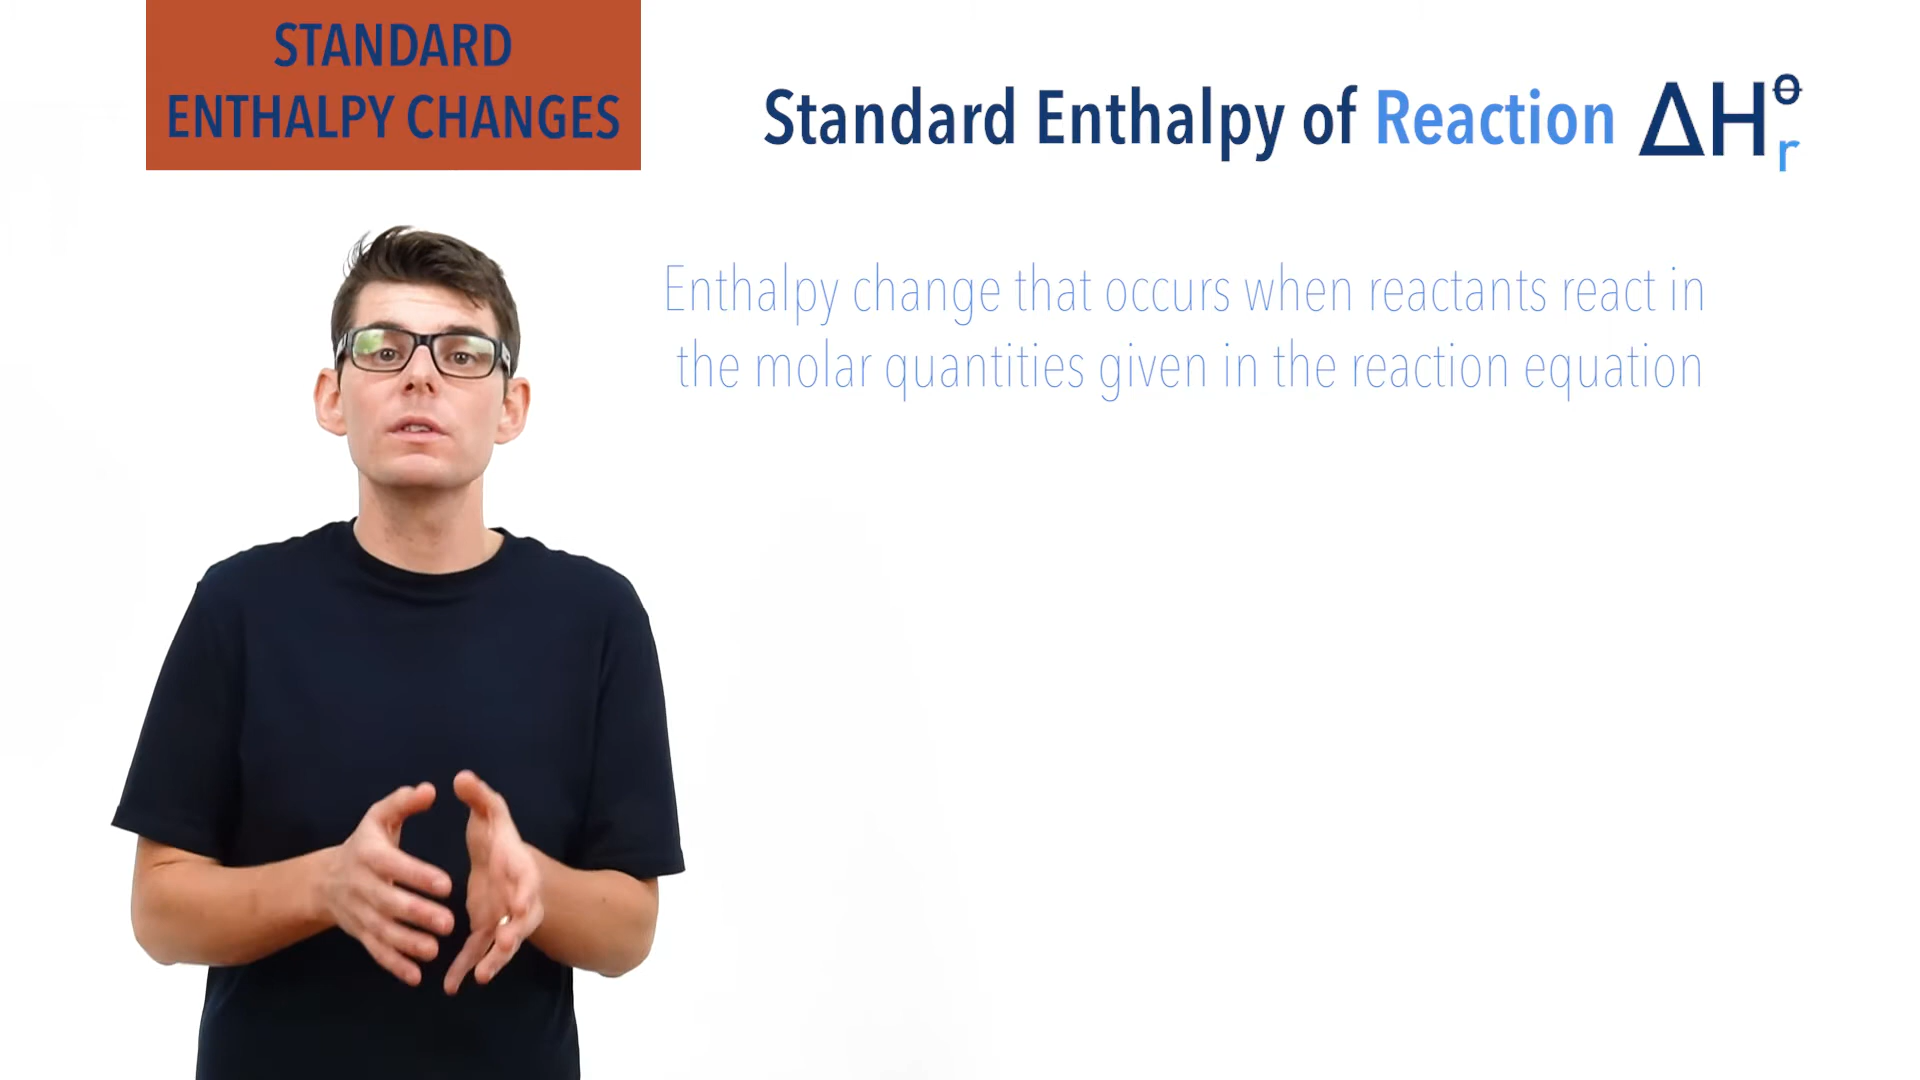 STANDARD
ENTHALPY CHANGES
Standard Enthalpy of Reaction ΔH⦵r
Enthalpy change that occurs when reactants react in
the molar quantities given in the reaction equation